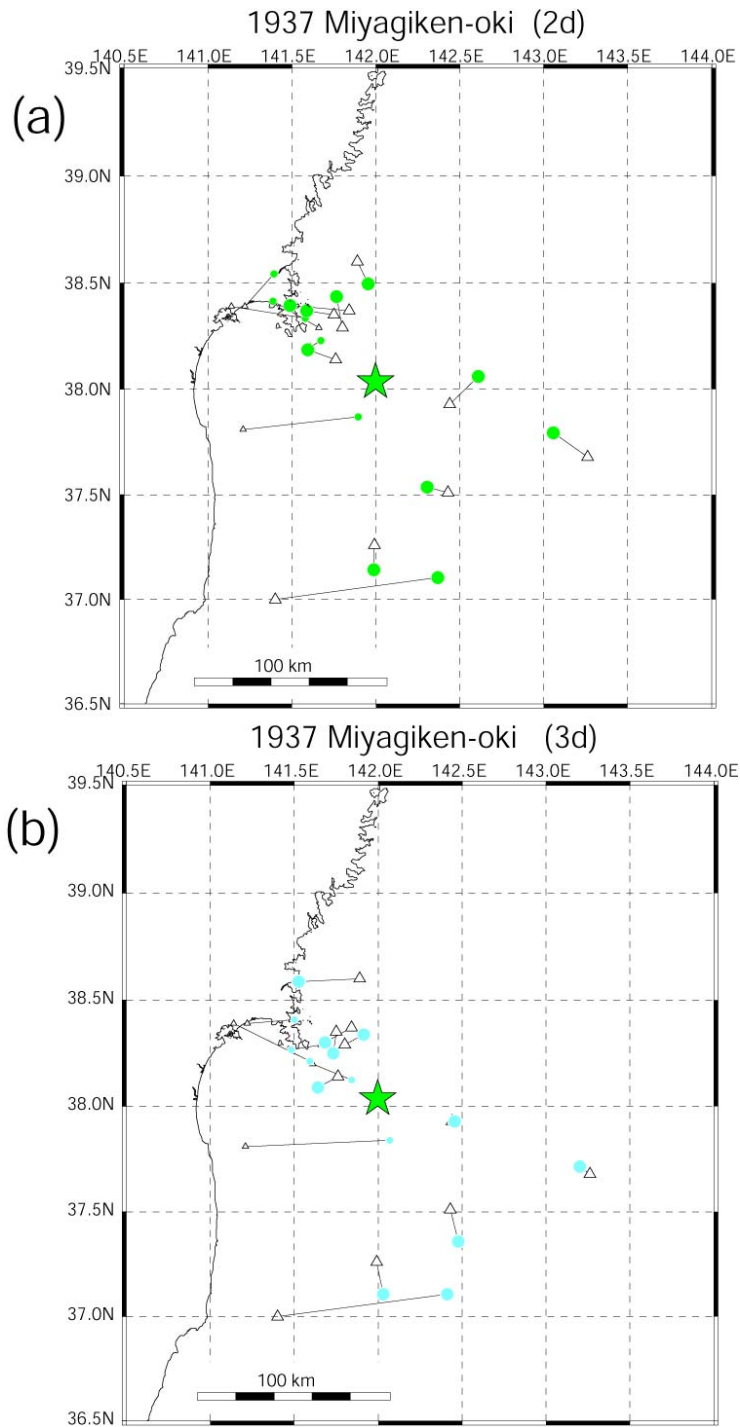 1937 Miyagiken-oki (2d)
140.5E 141.0E 141.5E 142.0E 142.5E 143.0E 143.5E 144.0E
39.5N
(a)
39.0N
38.5N
38.0N
37.5N
37.0N
100 km
36.5N
1937 Miyagiken-oki (3d)
140.5E 141.0E 141.5E 142.0E 142.5E 143.0E 143.5E 144.0E
39.5N
(b)
39.0N
38.5N
38.0N
37.5N
37.0N
100 km
36.5N